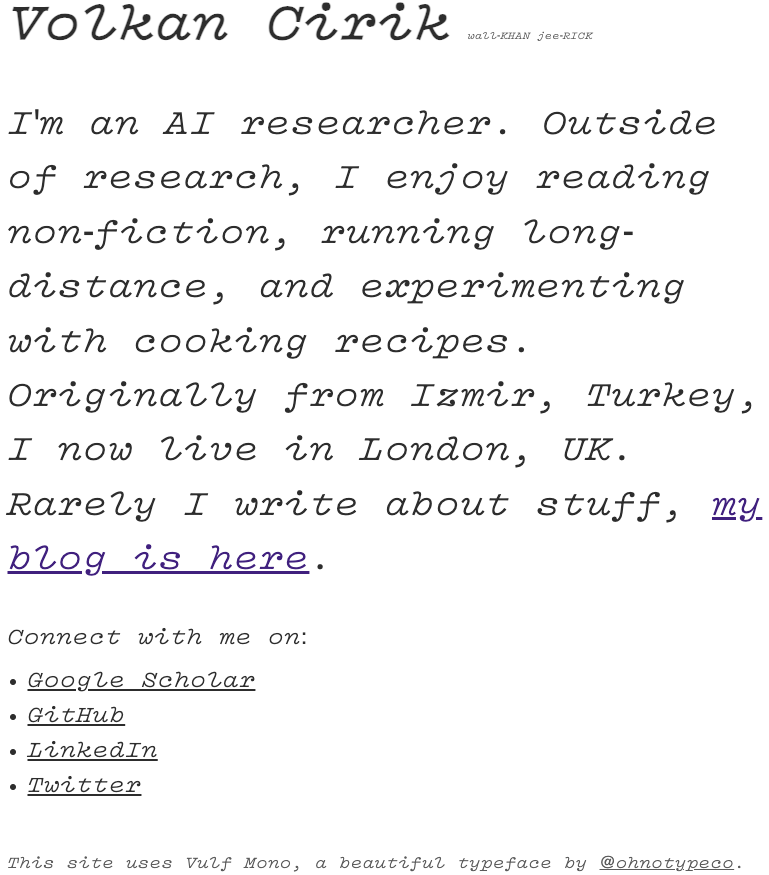 Volkan Cirik wall-KHAN jee-RICK
I'm an AI researcher. Outside
of research, I enjoy reading
non-fiction, running long-
distance, and experimenting
with cooking recipes.
Originally from Izmir, Turkey,
I now live in London, UK.
Rarely I write about stuff, my
blog is here.
Connect with me on:
• Google Scholar
• GitHub
• LinkedIn
• Twitter
This site uses Vulf Mono, a beautiful typeface by @ohnotypeco.